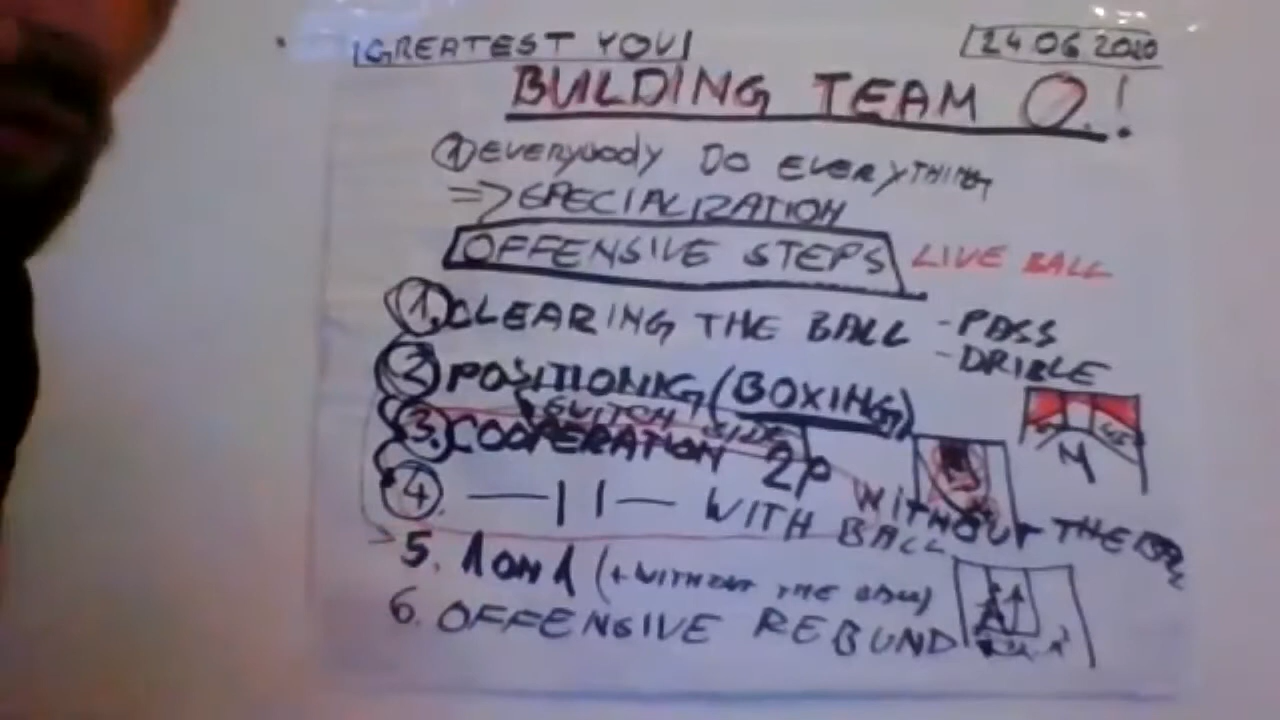 GREATEST YOU
24 06 2020
BUILDING TEAM O.!
① EVERYBODY DO EVERYTHING
=> SPECIALIZATION
OFFENSIVE STEPS LIVE BALL
1. CLEARING THE BALL - PASS
- DRIBLE
2 POSITIONING (BOXING)
SWITCH SIDE
3. COOPERATION 2P WITHOUT THE
4. —||— WITH BALL
5. 1 ON 1 (+ WITHOUT THE BALL)
6. OFFENSIVE REBUND